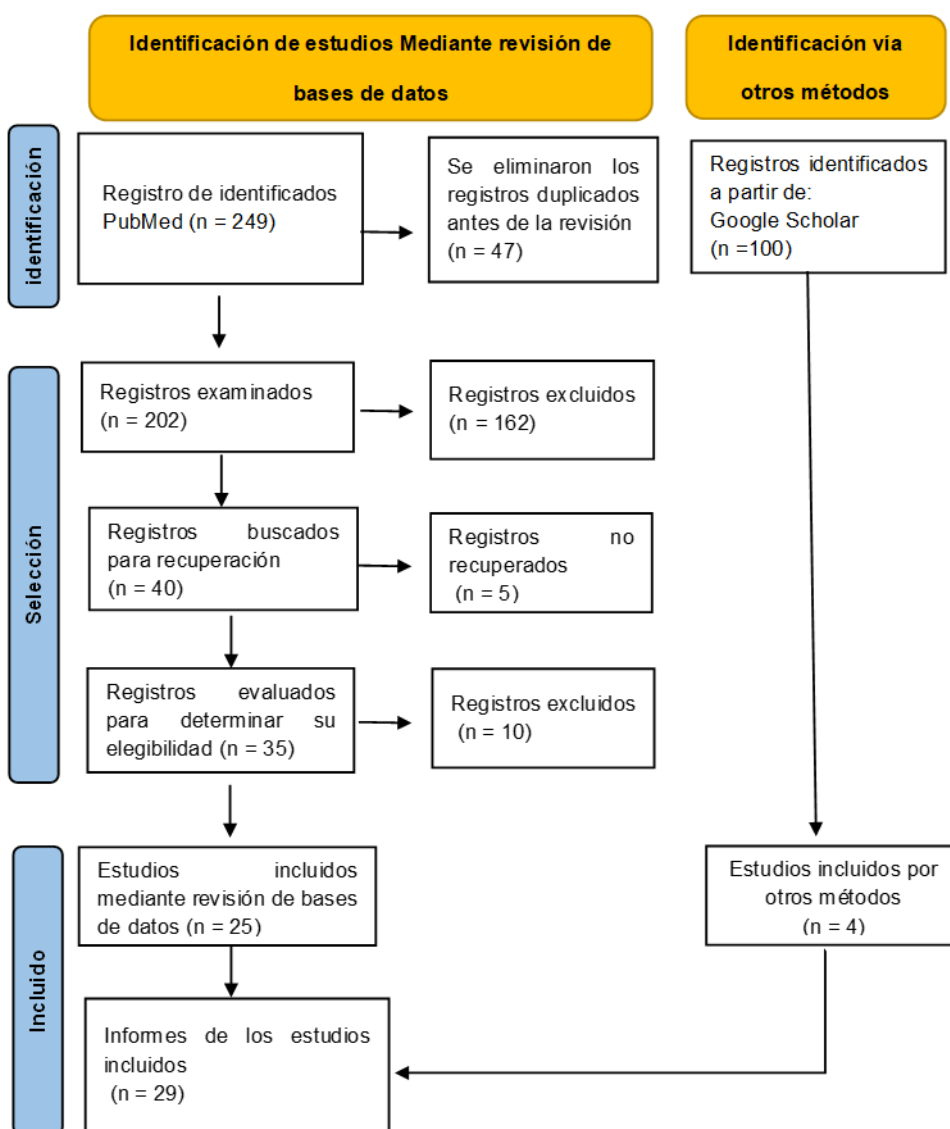 Identificación de estudios Mediante revisión de
bases de datos
Identificación vía
otros métodos
identificación
Registro de identificados
PubMed (n = 249)
Se eliminaron los
registros duplicados
antes de la revisión
(n = 47)
Registros identificados
a partir de:
Google Scholar
(n =100)
Selección
Registros examinados
(n = 202)
Registros excluidos
(n = 162)
Registros buscados
para recuperación
(n = 40)
Registros no
recuperados
(n = 5)
Registros evaluados
para determinar su
elegibilidad (n = 35)
Registros excluidos
(n = 10)
Incluido
Estudios incluidos
mediante revisión de bases
de datos (n = 25)
Estudios incluidos por
otros métodos
(n = 4)
Informes de los estudios
incluidos
(n = 29)